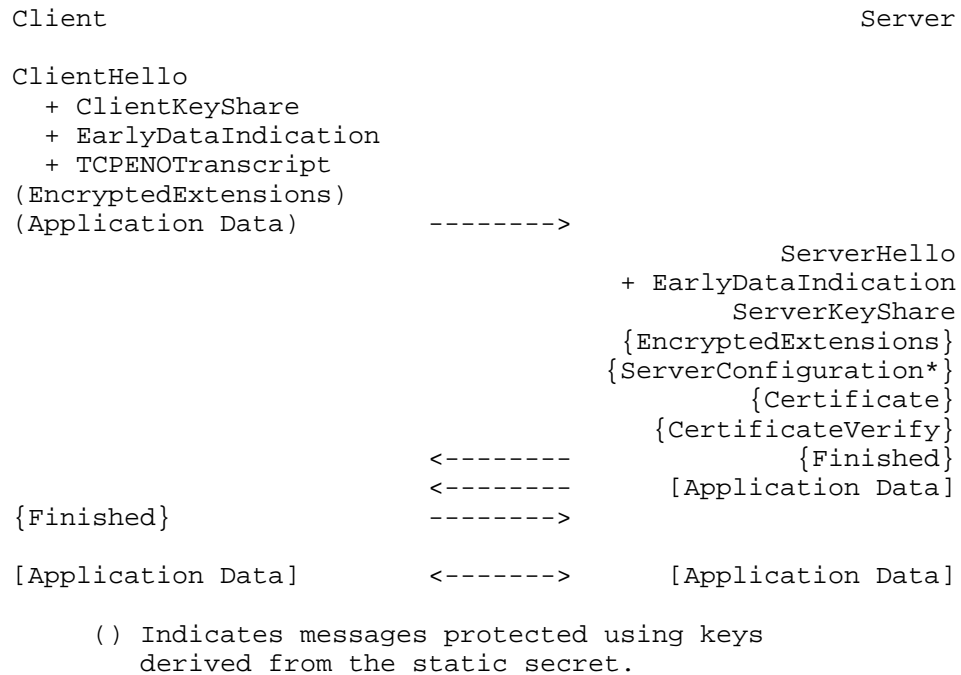 Client                                               Server

ClientHello
  + ClientKeyShare
  + EarlyDataIndication
  + TCPENOTranscript
(EncryptedExtensions)
(Application Data)        -------->
                                                ServerHello
                                      + EarlyDataIndication
                                             ServerKeyShare
                                      {EncryptedExtensions}
                                     {ServerConfiguration*}
                                              {Certificate}
                                        {CertificateVerify}
                          <--------              {Finished}
                          <--------      [Application Data]
{Finished}                -------->

[Application Data]        <------->      [Application Data]

     () Indicates messages protected using keys
        derived from the static secret.